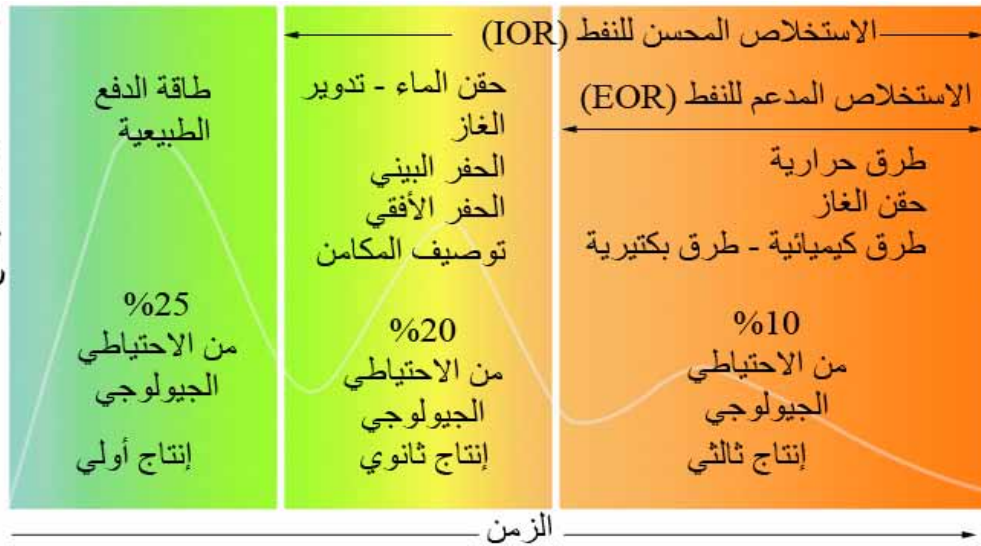 الاستخلاص المحسن للنفط (IOR)
طاقة الدفع
الطبيعية
%25
من الاحتياطي
الجيولوجي
إنتاج أولي
حقن الماء - تدوير
الغاز
الحفر البيني
الحفر الأفقي
توصيف المكامن
%20
من الاحتياطي
الجيولوجي
إنتاج ثانوي
الاستخلاص المدعم للنفط (EOR)
طرق حرارية
حقن الغاز
طرق كيميائية - طرق بكتيرية
%10
من الاحتياطي
الجيولوجي
إنتاج ثالثي
الزمن